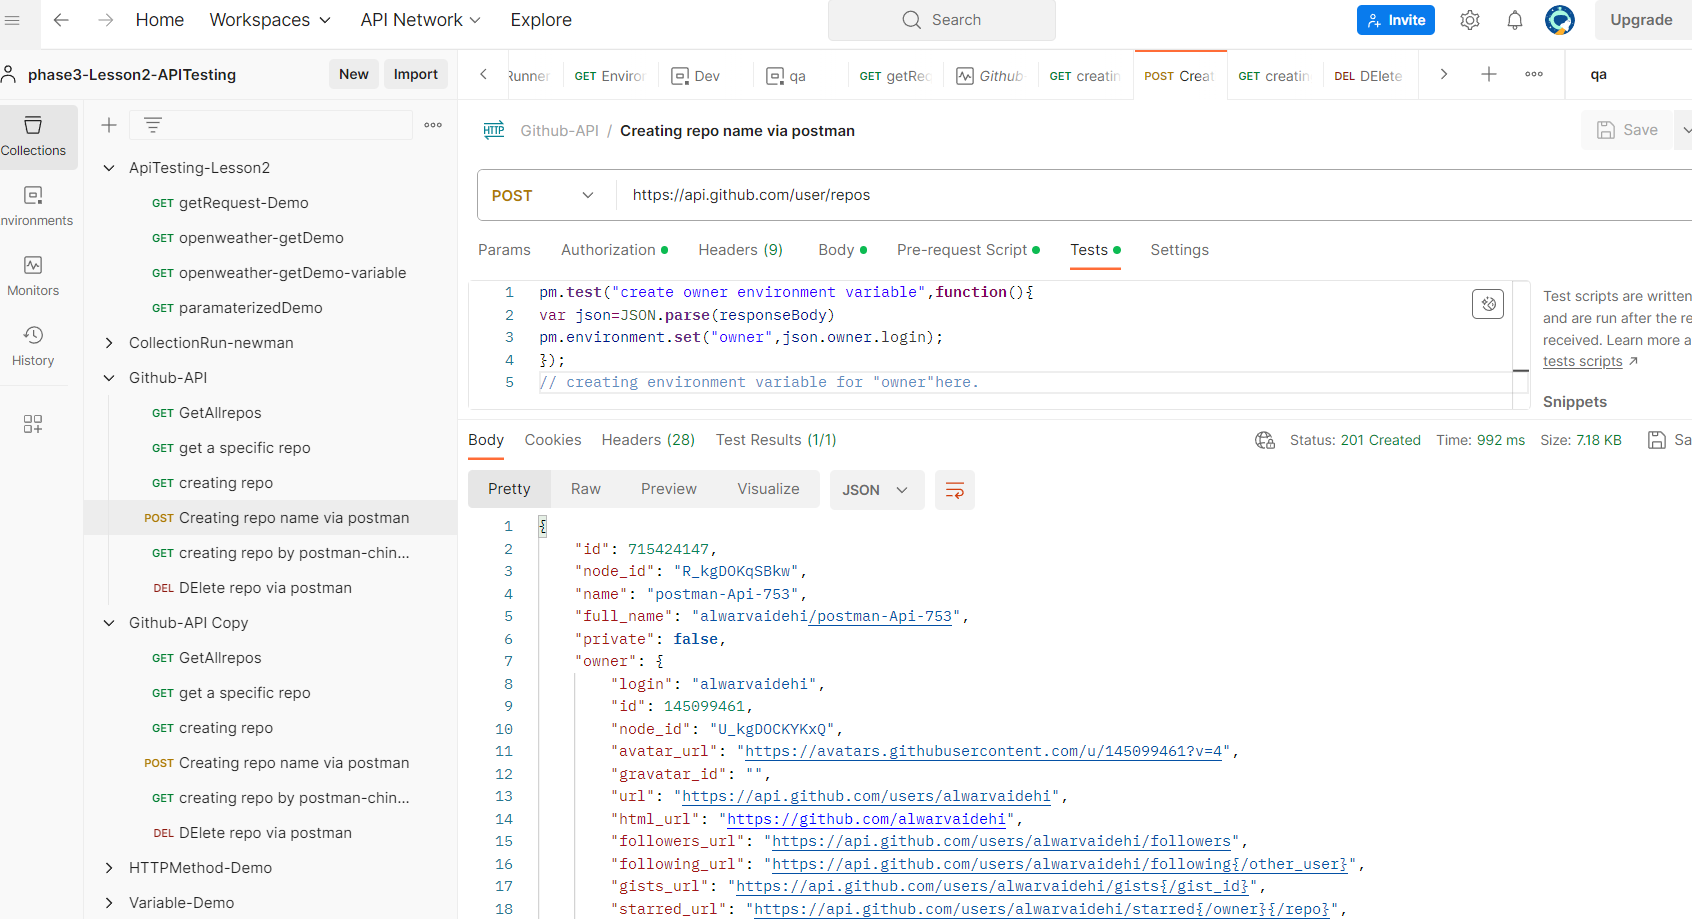 Home Workspaces API Network Explore Search Invite Upgrade
phase3-Lesson2-APITesting New Import
Runner GET Enviror Dev qa GET getRec Github- GET creatin POST Creat GET creatin DEL DElete qa
Collections
nvironments
Monitors
History
ApiTesting-Lesson2
GET getRequest-Demo
GET openweather-getDemo
GET openweather-getDemo-variable
GET paramaterizedDemo
CollectionRun-newman
Github-API
GET GetAllrepos
GET get a specific repo
GET creating repo
POST Creating repo name via postman
GET creating repo by postman-chin...
DEL DElete repo via postman
Github-API Copy
GET GetAllrepos
GET get a specific repo
GET creating repo
POST Creating repo name via postman
GET creating repo by postman-chin...
DEL DElete repo via postman
HTTPMethod-Demo
Variable-Demo
HTTP Github-API / Creating repo name via postman Save
POST https://api.github.com/user/repos
Params Authorization Headers (9) Body Pre-request Script Tests Settings
1 pm.test("create owner environment variable",function(){
2 var json=JSON.parse(responseBody)
3 pm.environment.set("owner",json.owner.login);
4 });
5 // creating environment variable for "owner"here.
Test scripts are written
and are run after the re
received. Learn more a
tests scripts ↗
Snippets
Body Cookies Headers (28) Test Results (1/1) Status: 201 Created Time: 992 ms Size: 7.18 KB Sa
Pretty Raw Preview Visualize JSON
1 {
2 "id": 715424147,
3 "node_id": "R_kgDOKqSBkw",
4 "name": "postman-Api-753",
5 "full_name": "alwarvaidehi/postman-Api-753",
6 "private": false,
7 "owner": {
8 "login": "alwarvaidehi",
9 "id": 145099461,
10 "node_id": "U_kgDOCKYKxQ",
11 "avatar_url": "https://avatars.githubusercontent.com/u/145099461?v=4",
12 "gravatar_id": "",
13 "url": "https://api.github.com/users/alwarvaidehi",
14 "html_url": "https://github.com/alwarvaidehi",
15 "followers_url": "https://api.github.com/users/alwarvaidehi/followers",
16 "following_url": "https://api.github.com/users/alwarvaidehi/following{/other_user}",
17 "gists_url": "https://api.github.com/users/alwarvaidehi/gists{/gist_id}",
18 "starred_url": "https://api.github.com/users/alwarvaidehi/starred{/owner}{/repo}",